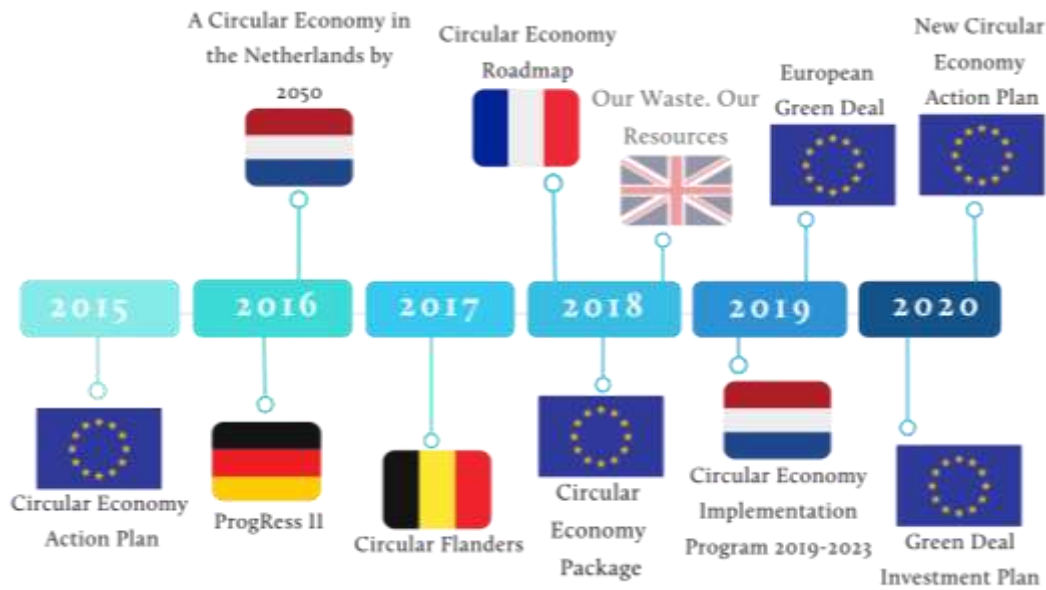 A Circular Economy in
the Netherlands by
2050
Circular Economy
Roadmap
Our Waste. Our
Resources
European
Green Deal
New Circular
Economy
Action Plan
2015
2016
2017
2018
2019
2020
Circular Economy
Action Plan
ProgRess II
Circular Flanders
Circular
Economy
Package
Circular Economy
Implementation
Program 2019-2023
Green Deal
Investment Plan